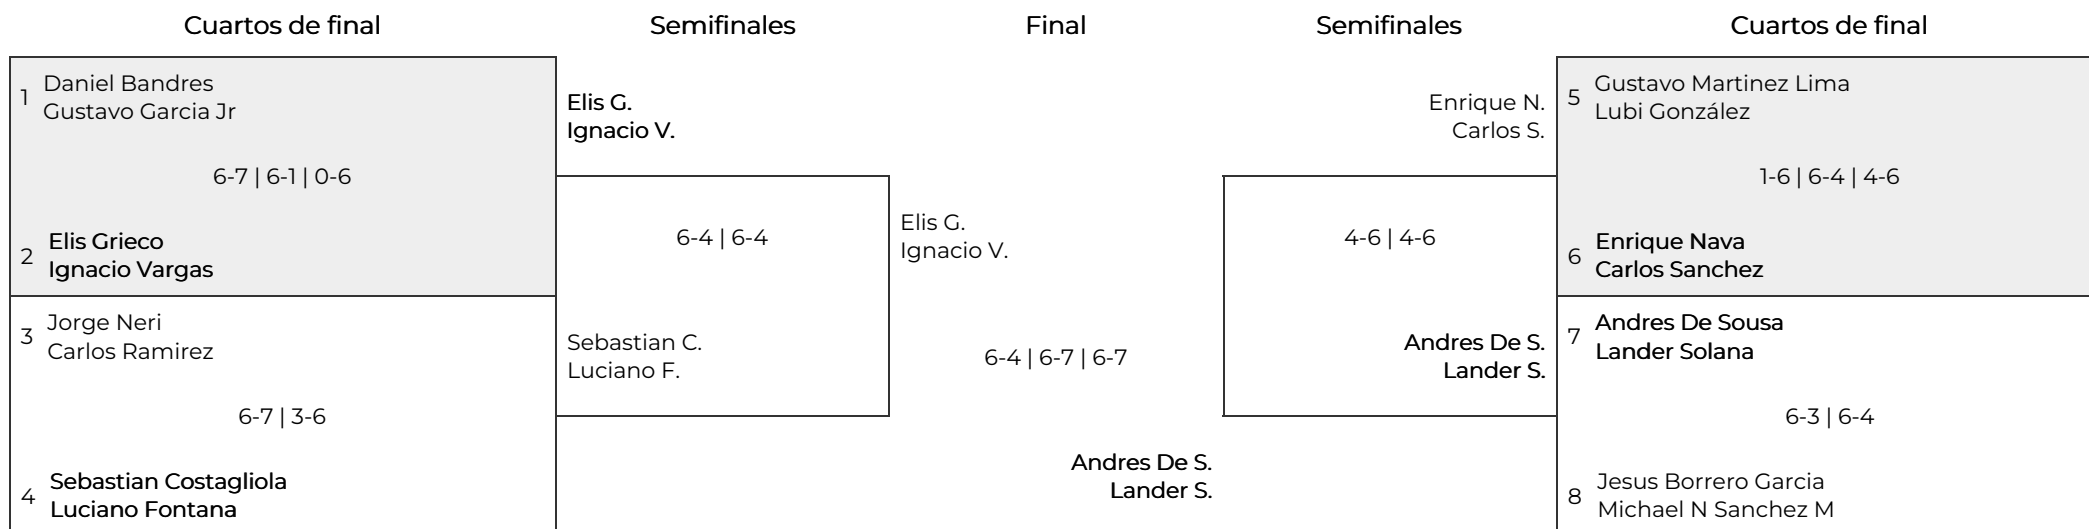 Cuartos de final
Semifinales
Final
Semifinales
Cuartos de final
1
Daniel Bandres
Gustavo Garcia Jr
6-7 | 6-1 | 0-6
2
Elis Grieco
Ignacio Vargas
3
Jorge Neri
Carlos Ramirez
6-7 | 3-6
4
Sebastian Costagliola
Luciano Fontana
Elis G.
Ignacio V.
6-4 | 6-4
Sebastian C.
Luciano F.
Elis G.
Ignacio V.
6-4 | 6-7 | 6-7
Andres De S.
Lander S.
Enrique N.
Carlos S.
4-6 | 4-6
Andres De S.
Lander S.
5
Gustavo Martinez Lima
Lubi González
1-6 | 6-4 | 4-6
6
Enrique Nava
Carlos Sanchez
7
Andres De Sousa
Lander Solana
6-3 | 6-4
8
Jesus Borrero Garcia
Michael N Sanchez M